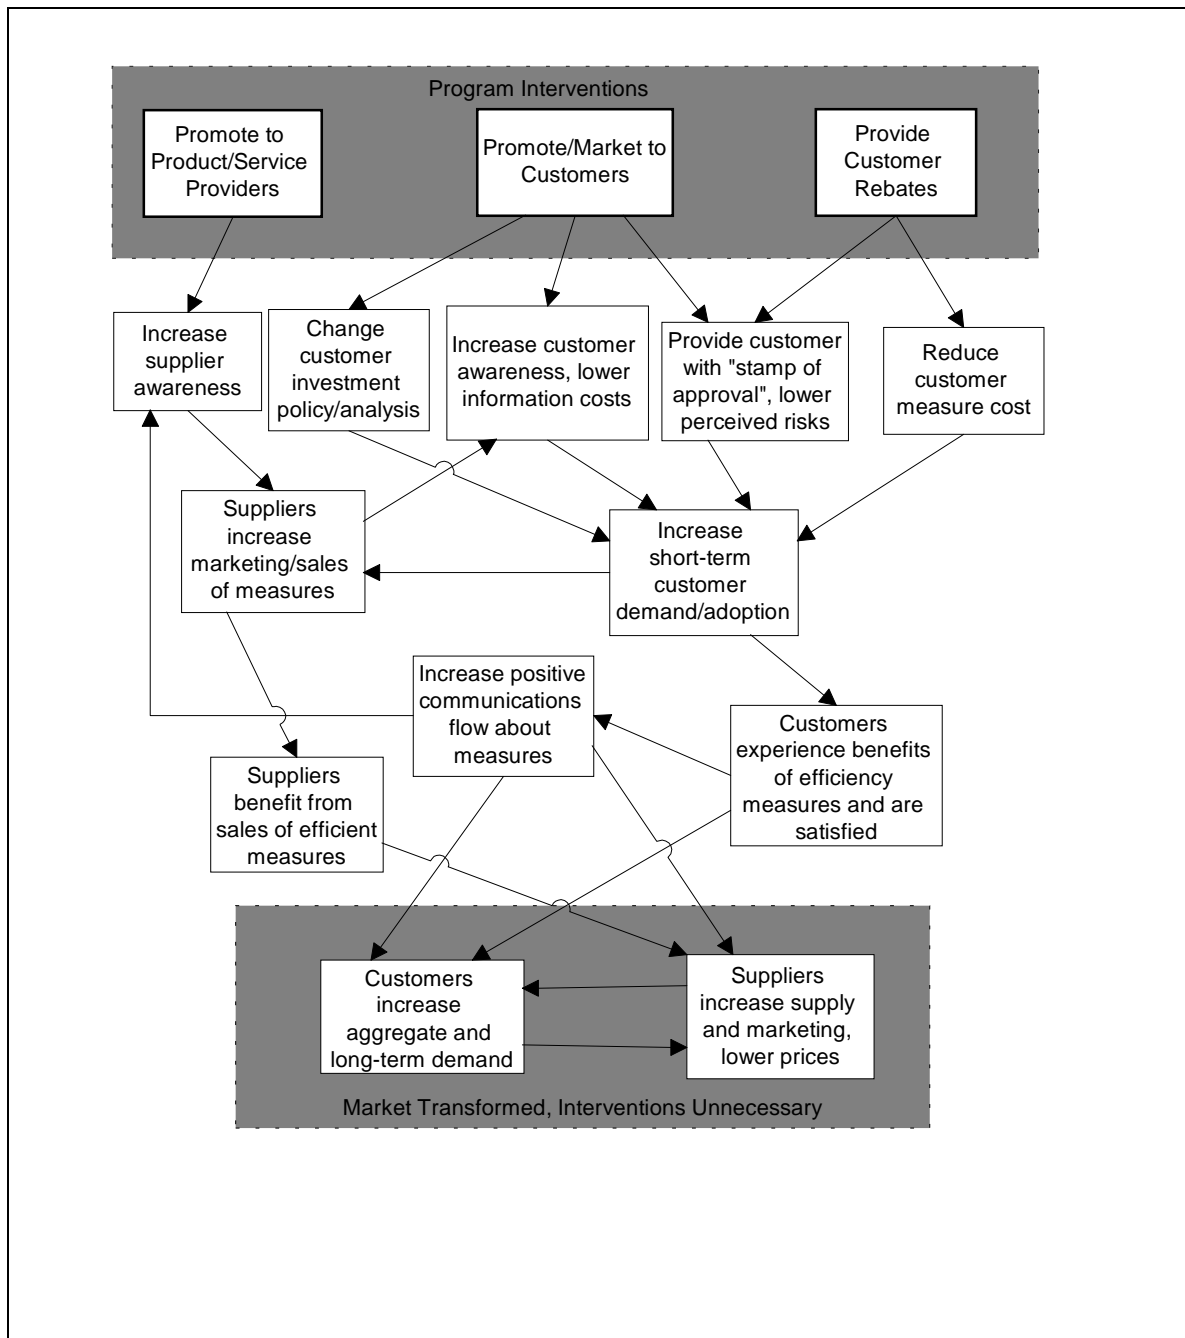 Program Interventions
Promote to
Product/Service
Providers
Promote/Market to
Customers
Provide
Customer
Rebates
Increase
supplier
awareness
Change
customer
investment
policy/analysis
Increase customer
awareness, lower
information costs
Provide customer
with "stamp of
approval", lower
perceived risks
Reduce
customer
measure cost
Suppliers
increase
marketing/sales
of measures
Increase
short-term
customer
demand/adoption
Increase positive
communications
flow about
measures
Customers
experience benefits
of efficiency
measures and are
satisfied
Suppliers
benefit from
sales of efficient
measures
Customers
increase
aggregate and
long-term demand
Suppliers
increase supply
and marketing,
lower prices
Market Transformed, Interventions Unnecessary